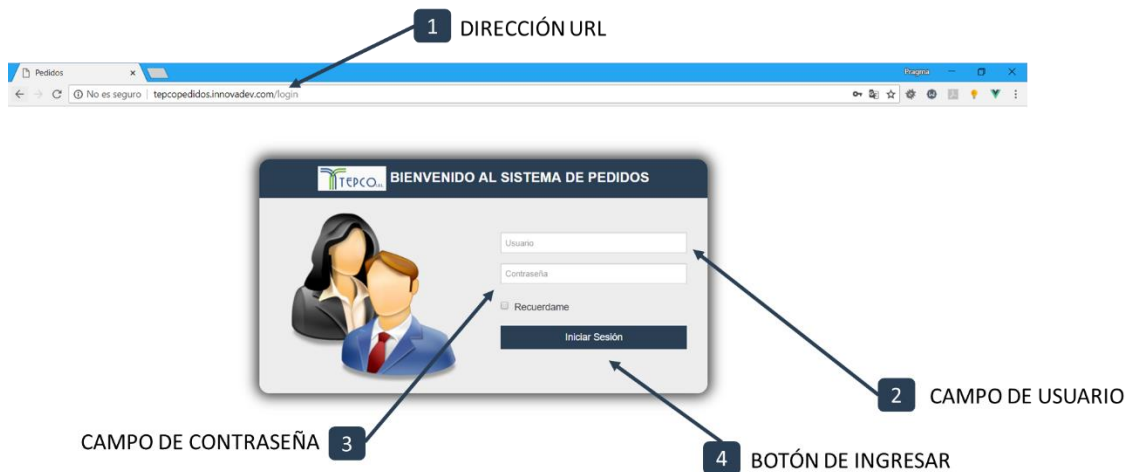 1 DIRECCIÓN URL
Pedidos
Pragma
No es seguro | tepcopedidos.innovadev.com/login
TEPCO BIENVENIDO AL SISTEMA DE PEDIDOS
Usuario
Contraseña
Recuerdame
Iniciar Sesión
2 CAMPO DE USUARIO
CAMPO DE CONTRASEÑA 3
4 BOTÓN DE INGRESAR